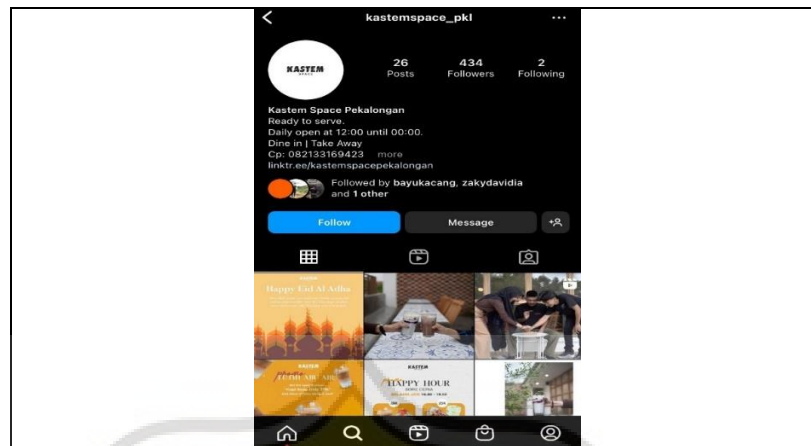 kastemspace_pkl
KASTEM
SPACE
26
434
2
Posts
Followers
Following
Kastem Space Pekalongan
Ready to serve.
Daily open at 12:00 until 00:00.
Dine in | Take Away
Cp: 082133169423 more
linktr.ee/kastemspacepekalongan
Followed by bayukacang, zakydavidia
and 1 other
Follow
Message
Happy Eid Al Adha
KASTEM
KASTEM
HAPPY HOUR